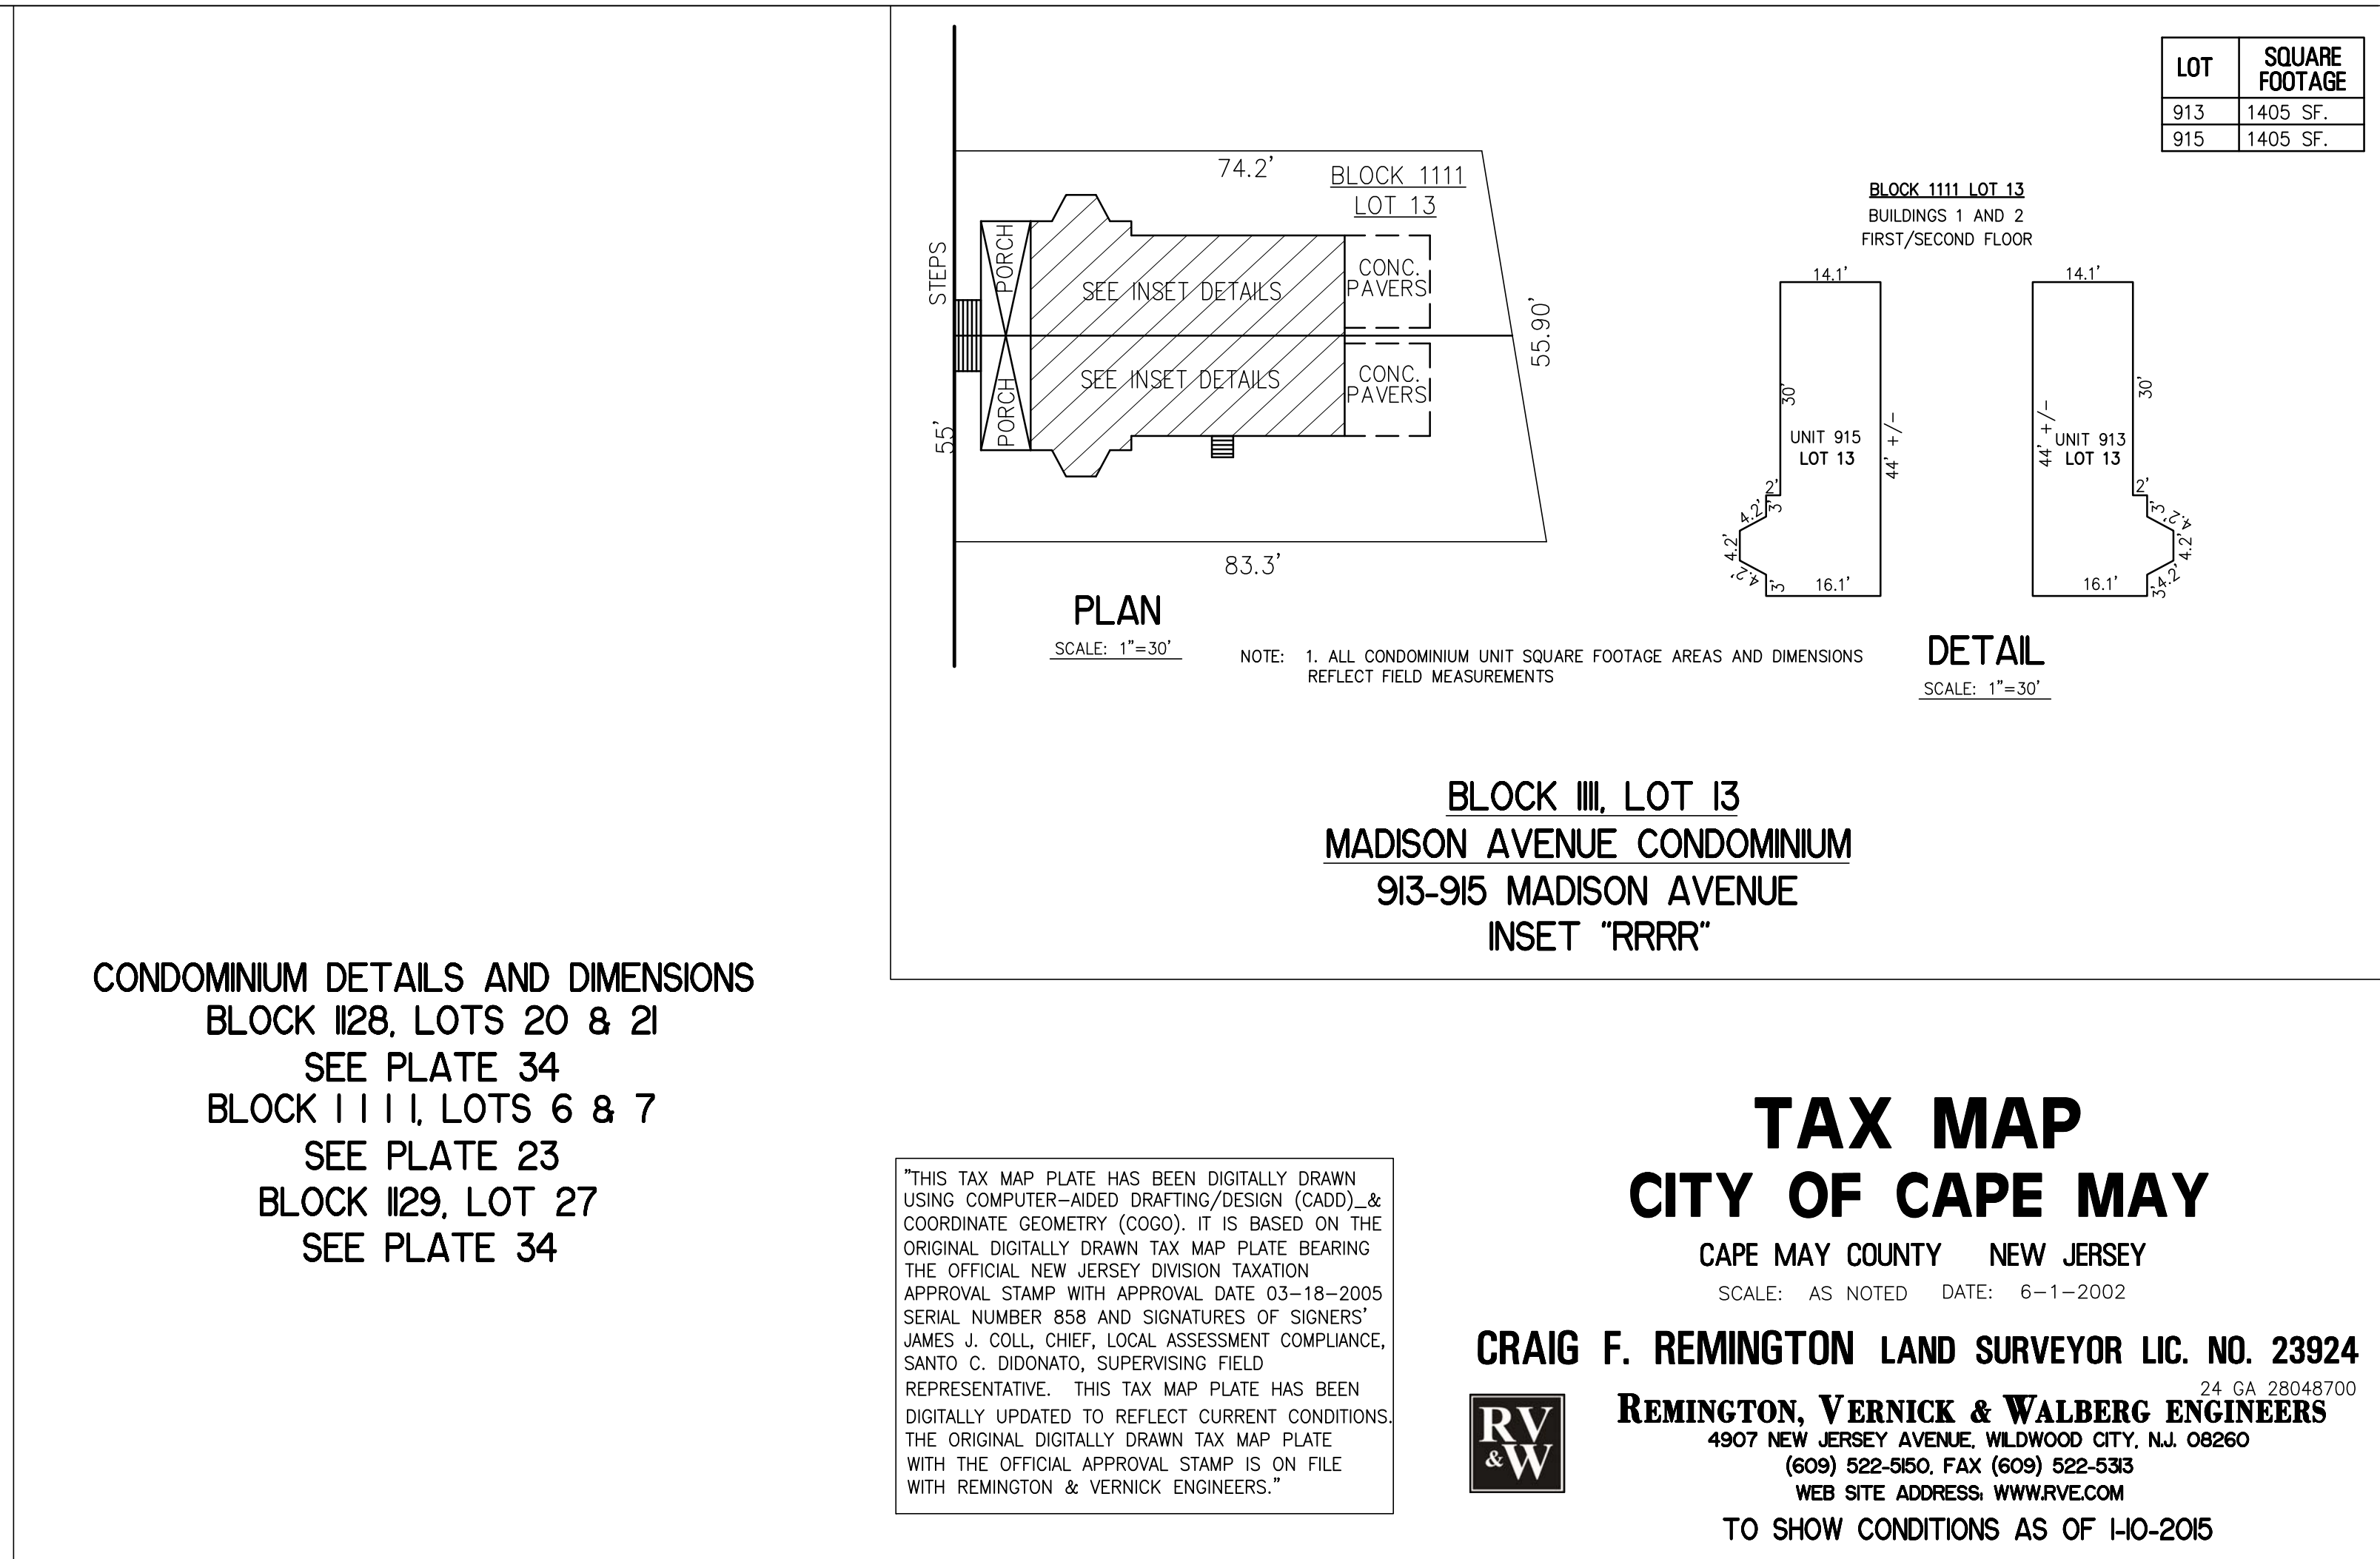 LOT SQUARE FOOTAGE
913 1405 SF.
915 1405 SF.
74.2'
BLOCK 1111
LOT 13
STEPS
PORCH
PORCH
SEE INSET DETAILS
SEE INSET DETAILS
CONC.
PAVERS
CONC.
PAVERS
55.90'
55'
83.3'
PLAN
SCALE: 1"=30'
NOTE: 1. ALL CONDOMINIUM UNIT SQUARE FOOTAGE AREAS AND DIMENSIONS
REFLECT FIELD MEASUREMENTS
BLOCK 1111 LOT 13
BUILDINGS 1 AND 2
FIRST/SECOND FLOOR
14.1'
30'
UNIT 915
LOT 13
44' +/-
2'
3'
4.2'
4.2'
4.2'
3'
16.1'
14.1'
30'
44' +/-
UNIT 913
LOT 13
2'
3'
4.2'
4.2'
4.2'
3'
16.1'
DETAIL
SCALE: 1"=30'
BLOCK 1111, LOT 13
MADISON AVENUE CONDOMINIUM
913-915 MADISON AVENUE
INSET "RRRR"
CONDOMINIUM DETAILS AND DIMENSIONS
BLOCK 1128, LOTS 20 & 21
SEE PLATE 34
BLOCK 1111, LOTS 6 & 7
SEE PLATE 23
BLOCK 1129, LOT 27
SEE PLATE 34
"THIS TAX MAP PLATE HAS BEEN DIGITALLY DRAWN
USING COMPUTER-AIDED DRAFTING/DESIGN (CADD)_&
COORDINATE GEOMETRY (COGO). IT IS BASED ON THE
ORIGINAL DIGITALLY DRAWN TAX MAP PLATE BEARING
THE OFFICIAL NEW JERSEY DIVISION TAXATION
APPROVAL STAMP WITH APPROVAL DATE 03-18-2005
SERIAL NUMBER 858 AND SIGNATURES OF SIGNERS'
JAMES J. COLL, CHIEF, LOCAL ASSESSMENT COMPLIANCE,
SANTO C. DIDONATO, SUPERVISING FIELD
REPRESENTATIVE. THIS TAX MAP PLATE HAS BEEN
DIGITALLY UPDATED TO REFLECT CURRENT CONDITIONS.
THE ORIGINAL DIGITALLY DRAWN TAX MAP PLATE
WITH THE OFFICIAL APPROVAL STAMP IS ON FILE
WITH REMINGTON & VERNICK ENGINEERS."
TAX MAP
CITY OF CAPE MAY
CAPE MAY COUNTY NEW JERSEY
SCALE: AS NOTED DATE: 6-1-2002
CRAIG F. REMINGTON LAND SURVEYOR LIC. NO. 23924
24 GA 28048700
RV
&W
REMINGTON, VERNICK & WALBERG ENGINEERS
4907 NEW JERSEY AVENUE, WILDWOOD CITY, N.J. 08260
(609) 522-5150, FAX (609) 522-5313
WEB SITE ADDRESS: WWW.RVE.COM
TO SHOW CONDITIONS AS OF 1-10-2015